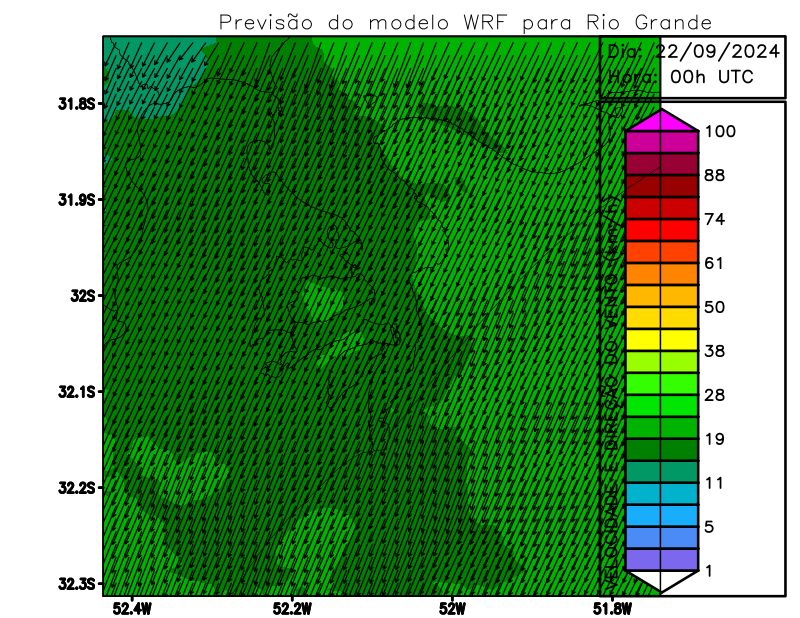 Previsão do modelo WRF para Rio Grande
Dia: 22/09/2024
Hora: 00h UTC
31.8S
31.9S
32S
32.1S
32.2S
32.3S
52.4W
52.2W
52W
51.8W
VELOCIDADE E DIREÇÃO DO VENTO (km/h)
100
88
74
61
50
38
28
19
11
5
1